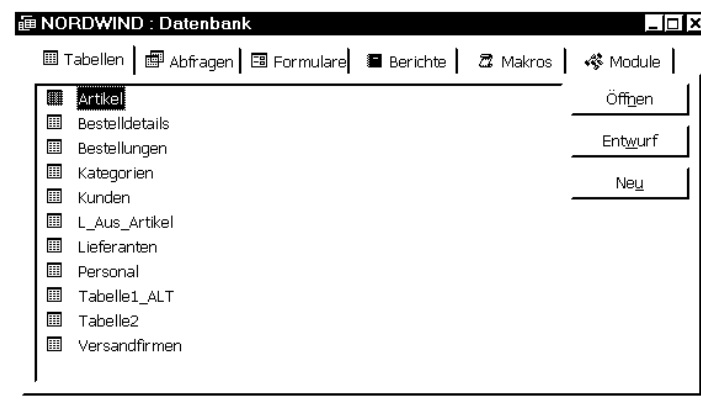 NORDWIND : Datenbank
Tabellen Abfragen Formulare Berichte Makros Module
Artikel
Bestelldetails
Bestellungen
Kategorien
Kunden
L_Aus_Artikel
Lieferanten
Personal
Tabelle1_ALT
Tabelle2
Versandfirmen
Öffnen
Entwurf
Neu